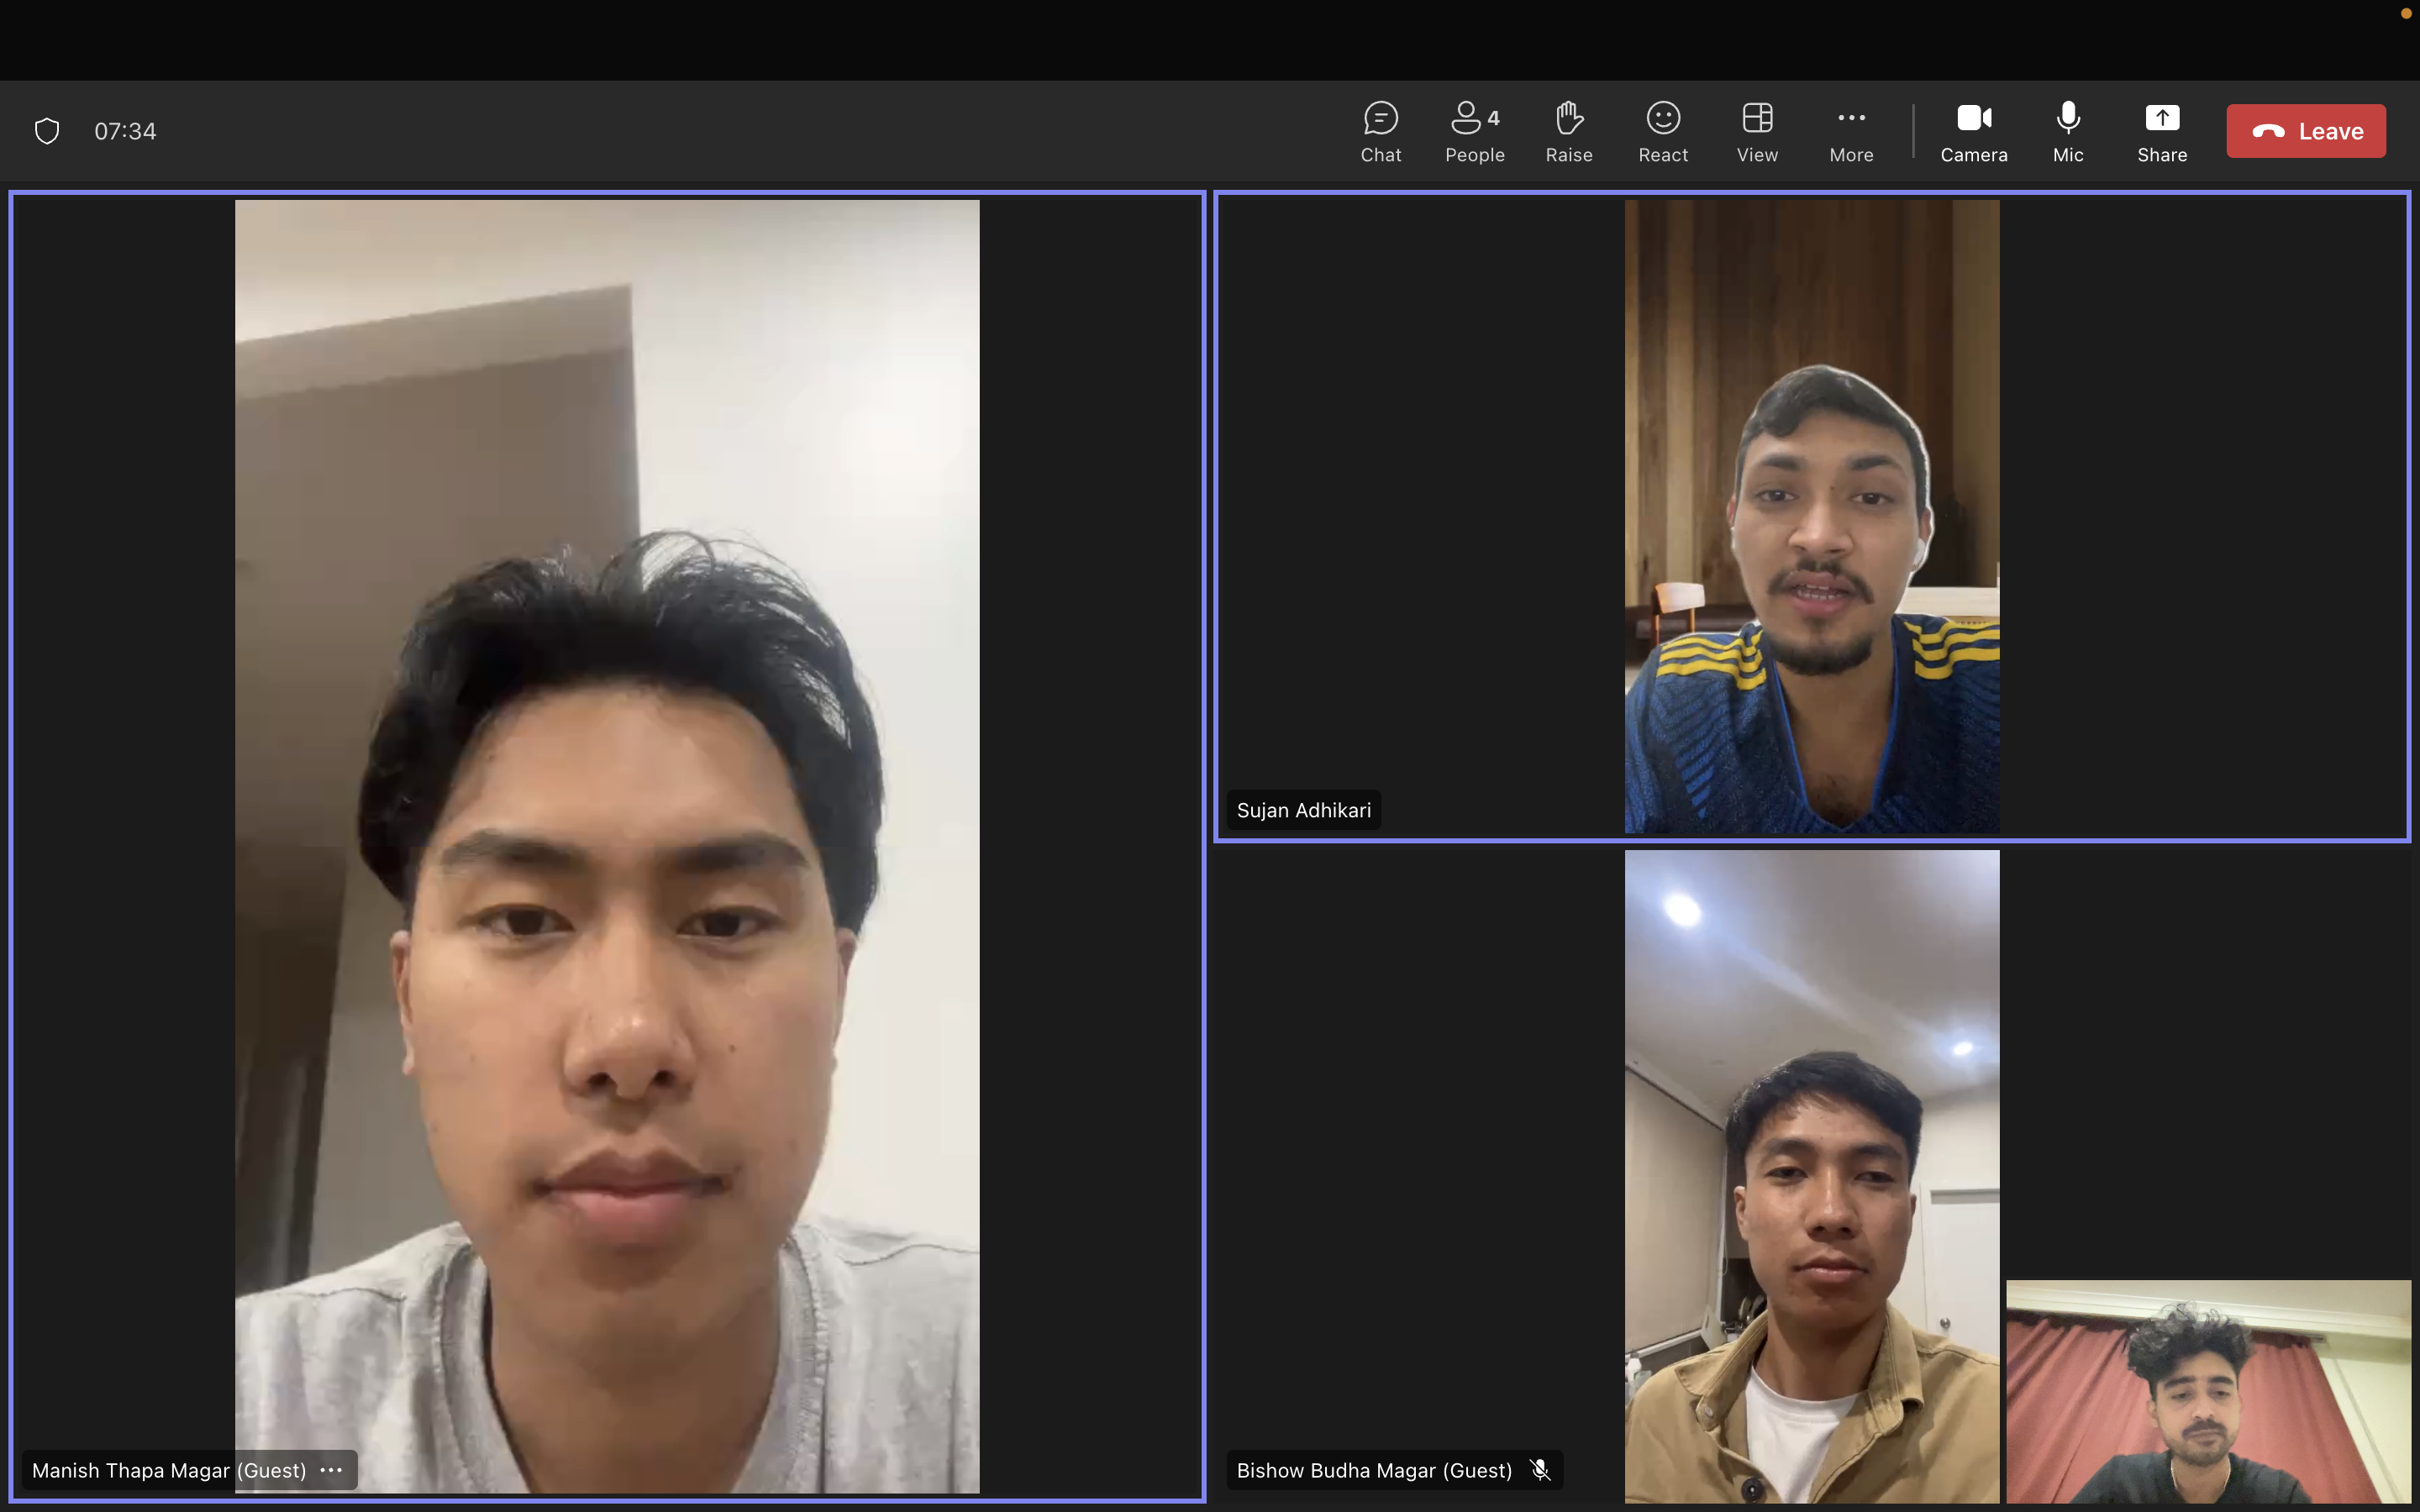 07:34
4
Chat People Raise React View More Camera Mic Share Leave
Sujan Adhikari
Manish Thapa Magar (Guest)
Bishow Budha Magar (Guest)